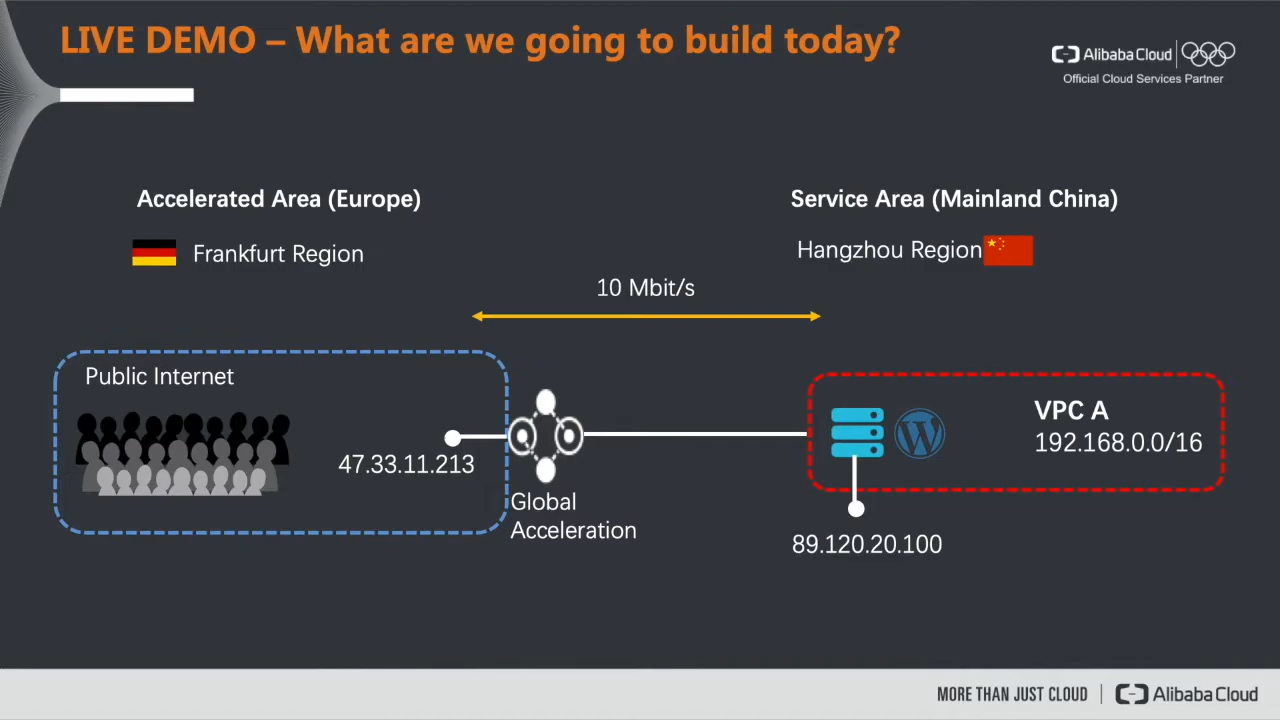 LIVE DEMO – What are we going to build today?
Alibaba Cloud
Official Cloud Services Partner
Accelerated Area (Europe)
Service Area (Mainland China)
Frankfurt Region
Hangzhou Region
10 Mbit/s
Public Internet
47.33.11.213
Global
Acceleration
VPC A
192.168.0.0/16
89.120.20.100
MORE THAN JUST CLOUD | Alibaba Cloud